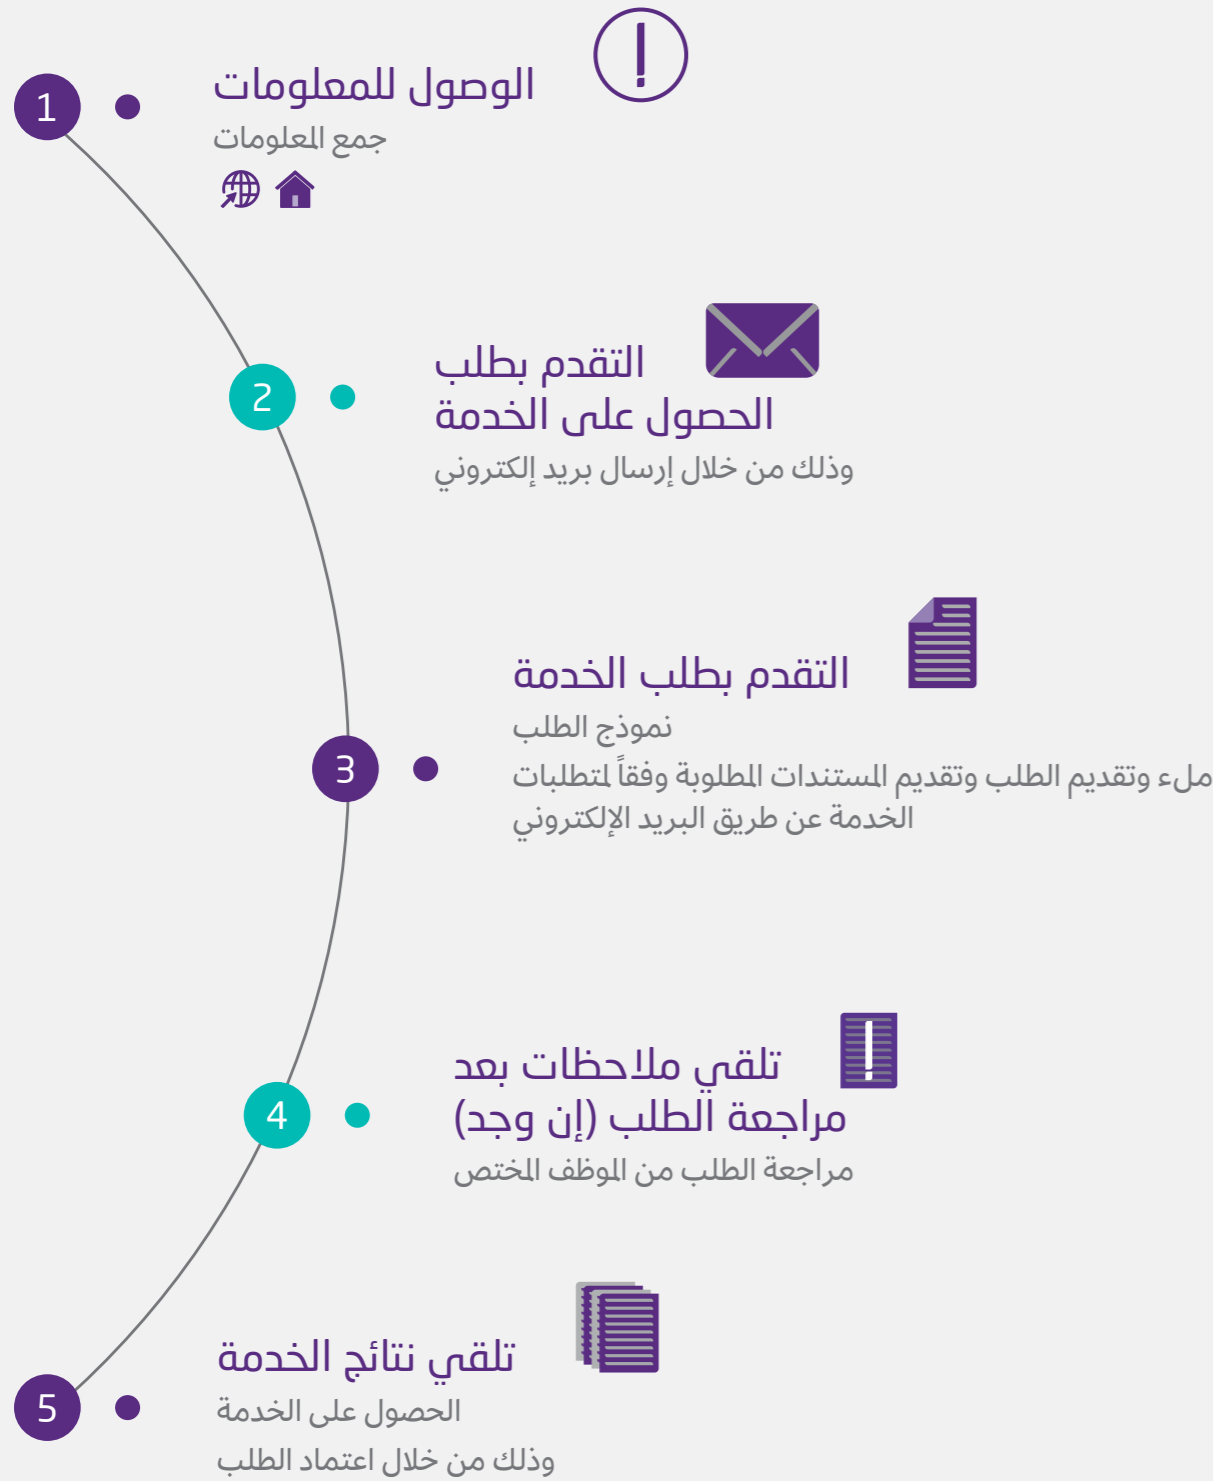 1
الوصول للمعلومات
جمع المعلومات
2
التقدم بطلب
الحصول على الخدمة
وذلك من خلال إرسال بريد إلكتروني
3
التقدم بطلب الخدمة
نموذج الطلب
ملء وتقديم الطلب وتقديم المستندات المطلوبة وفقاً لمتطلبات
الخدمة عن طريق البريد الإلكتروني
4
تلقي ملاحظات بعد
مراجعة الطلب (إن وجد)
مراجعة الطلب من الموظف المختص
5
تلقي نتائج الخدمة
الحصول على الخدمة
وذلك من خلال اعتماد الطلب